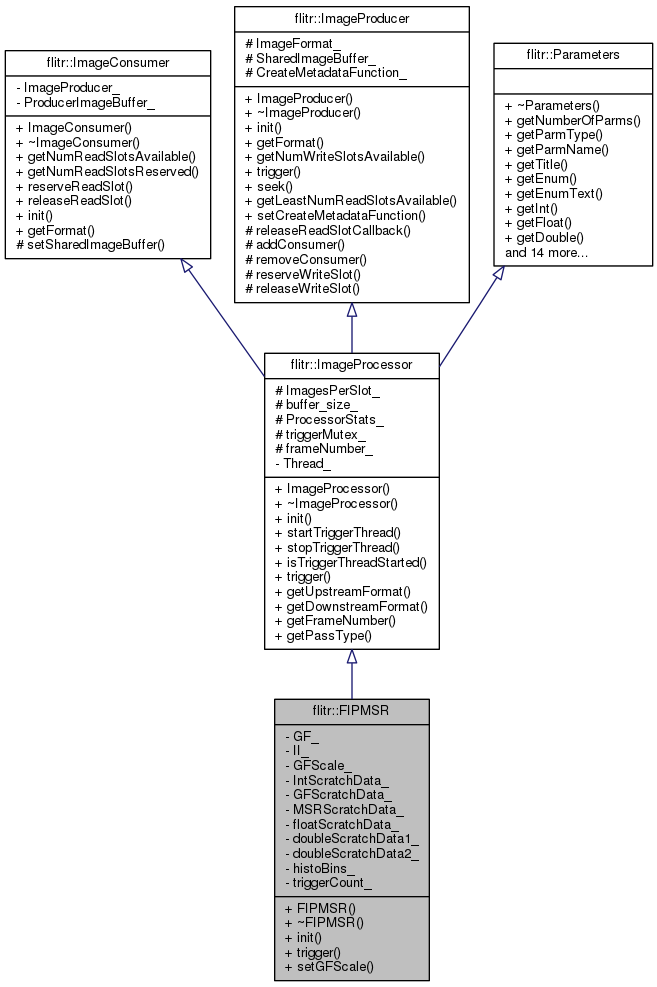 flitr::ImageConsumer
- ImageProducer_
- ProducerImageBuffer_
+ ImageConsumer()
+ ~ImageConsumer()
+ getNumReadSlotsAvailable()
+ getNumReadSlotsReserved()
+ reserveReadSlot()
+ releaseReadSlot()
+ init()
+ getFormat()
# setSharedImageBuffer()
flitr::ImageProducer
# ImageFormat_
# SharedImageBuffer_
# CreateMetadataFunction_
+ ImageProducer()
+ ~ImageProducer()
+ init()
+ getFormat()
+ getNumWriteSlotsAvailable()
+ trigger()
+ seek()
+ getLeastNumReadSlotsAvailable()
+ setCreateMetadataFunction()
# releaseReadSlotCallback()
# addConsumer()
# removeConsumer()
# reserveWriteSlot()
# releaseWriteSlot()
flitr::Parameters
+ ~Parameters()
+ getNumberOfParms()
+ getParmType()
+ getParmName()
+ getTitle()
+ getEnum()
+ getEnumText()
+ getInt()
+ getFloat()
+ getDouble()
and 14 more...
flitr::ImageProcessor
# ImagesPerSlot_
# buffer_size_
# ProcessorStats_
# triggerMutex_
# frameNumber_
- Thread_
+ ImageProcessor()
+ ~ImageProcessor()
+ init()
+ startTriggerThread()
+ stopTriggerThread()
+ isTriggerThreadStarted()
+ trigger()
+ getUpstreamFormat()
+ getDownstreamFormat()
+ getFrameNumber()
+ getPassType()
flitr::FIPMSR
- GF_
- II_
- GFScale_
- IntScratchData_
- GFScratchData_
- MSRScratchData_
- floatScratchData_
- doubleScratchData1_
- doubleScratchData2_
- histoBins_
- triggerCount_
+ FIPMSR()
+ ~FIPMSR()
+ init()
+ trigger()
+ setGFScale()